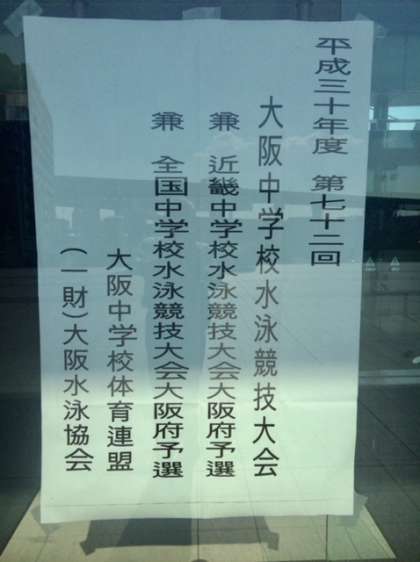 平成三十年度 第七十二回
大阪中学校水泳競技大会
兼 近畿中学校水泳競技大会大阪府予選
兼 全国中学校水泳競技大会大阪府予選
大阪中学校体育連盟
(一財)大阪水泳協会